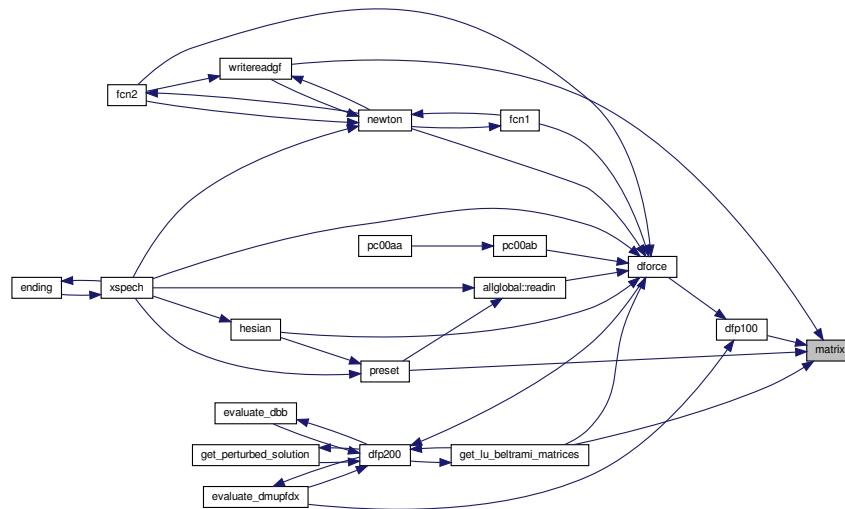 writereadgf
fcn2
newton
fcn1
pc00aa
pc00ab
dforce
ending
xspech
allglobal::readin
hesian
dfp100
matrix
preset
evaluate_dbb
get_perturbed_solution
dfp200
get_lu_beltrami_matrices
evaluate_dmupfdx